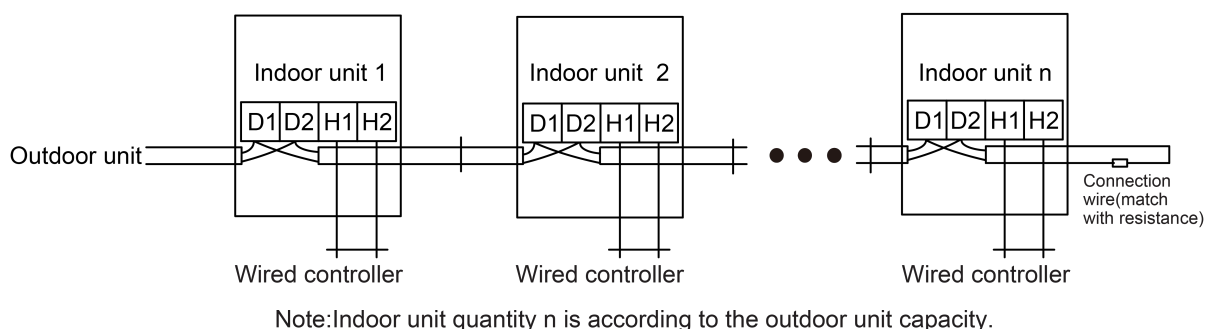 Indoor unit 1
D1 D2 H1 H2
Indoor unit 2
D1 D2 H1 H2
Indoor unit n
D1 D2 H1 H2
Outdoor unit
Connection
wire(match
with resistance)
Wired controller
Wired controller
Wired controller
Note:Indoor unit quantity n is according to the outdoor unit capacity.